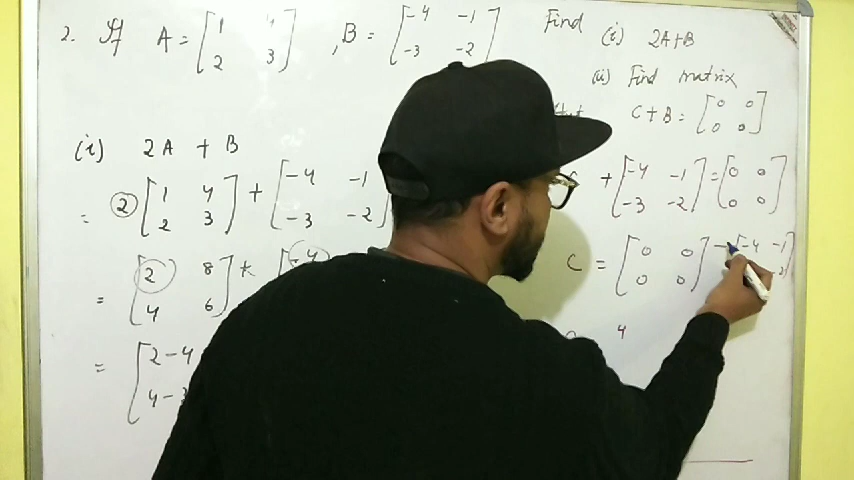 2. If A = [1 4 , B = [-4 -1 Find (i) 2A+B
2 3] -3 -2]
(ii) Find matrix
C+B = [0 0
0 0]
(i) 2A + B
= 2 [1 4 + [-4 -1
2 3] -3 -2
C + [-4 -1 = [0 0
-3 -2] 0 0]
= [2 8 + [-4
4 6]
C = [0 0 - [-4 -1
0 0]
= [2-4
4-
4